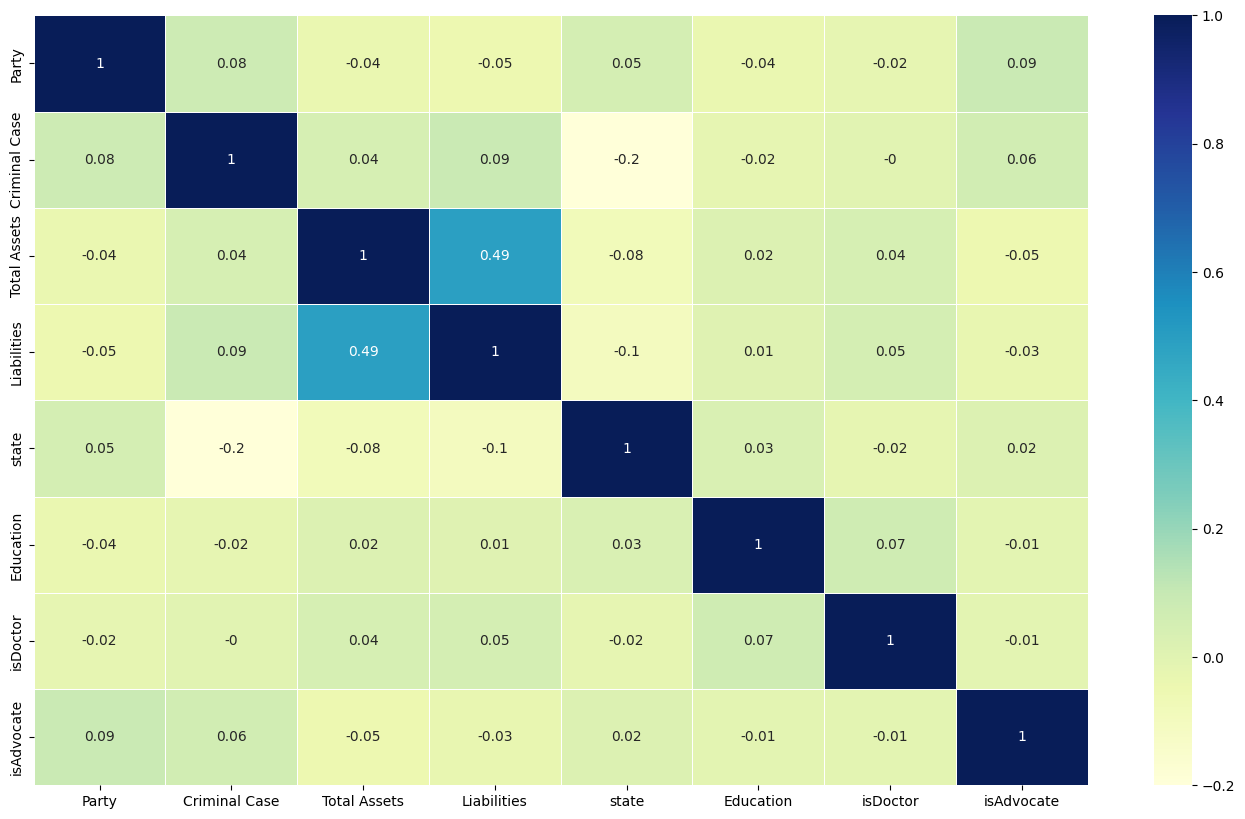 Party 1 0.08 -0.04 -0.05 0.05 -0.04 -0.02 0.09
Criminal Case 0.08 1 0.04 0.09 -0.2 -0.02 -0 0.06
Total Assets -0.04 0.04 1 0.49 -0.08 0.02 0.04 -0.05
Liabilities -0.05 0.09 0.49 1 -0.1 0.01 0.05 -0.03
state 0.05 -0.2 -0.08 -0.1 1 0.03 -0.02 0.02
Education -0.04 -0.02 0.02 0.01 0.03 1 0.07 -0.01
isDoctor -0.02 -0 0.04 0.05 -0.02 0.07 1 -0.01
isAdvocate 0.09 0.06 -0.05 -0.03 0.02 -0.01 -0.01 1
Party Criminal Case Total Assets Liabilities state Education isDoctor isAdvocate
1.0
0.8
0.6
0.4
0.2
0.0
−0.2